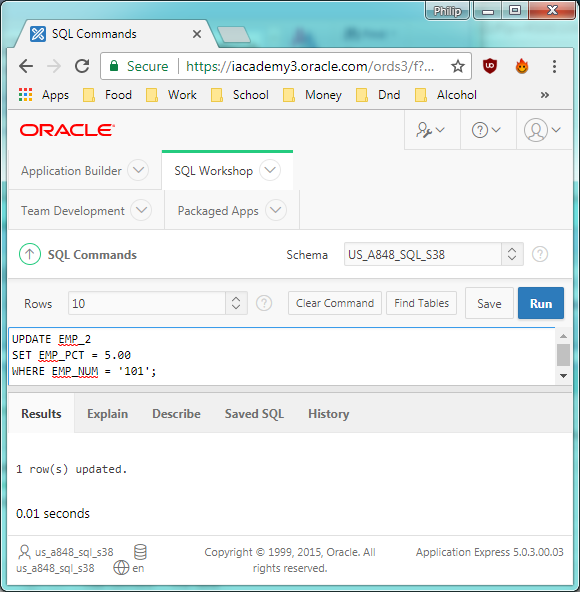 Philip
SQL Commands
Secure https://iacademy3.oracle.com/ords3/f?...
Apps Food Work School Money Dnd Alcohol »
ORACLE
Application Builder SQL Workshop
Team Development Packaged Apps
SQL Commands Schema US_A848_SQL_S38
Rows 10 Clear Command Find Tables Save Run
UPDATE EMP_2
SET EMP_PCT = 5.00
WHERE EMP_NUM = '101';
Results Explain Describe Saved SQL History
1 row(s) updated.
0.01 seconds
us_a848_sql_s38
us_a848_sql_s38 en
Copyright © 1999, 2015, Oracle. All
rights reserved.
Application Express 5.0.3.00.03